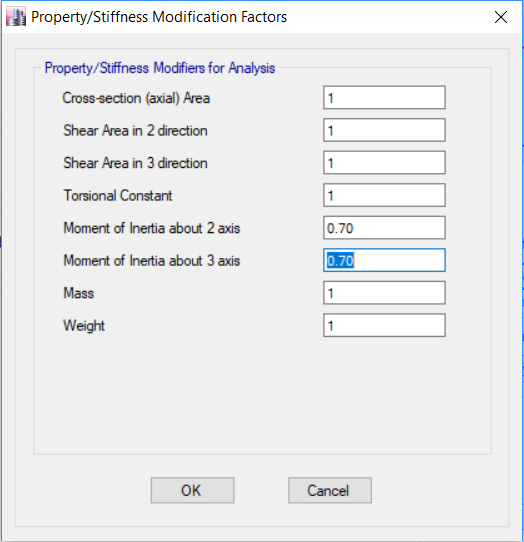 Property/Stiffness Modification Factors
Property/Stiffness Modifiers for Analysis
Cross-section (axial) Area 1
Shear Area in 2 direction 1
Shear Area in 3 direction 1
Torsional Constant 1
Moment of Inertia about 2 axis 0.70
Moment of Inertia about 3 axis 0.70
Mass 1
Weight 1
OK Cancel